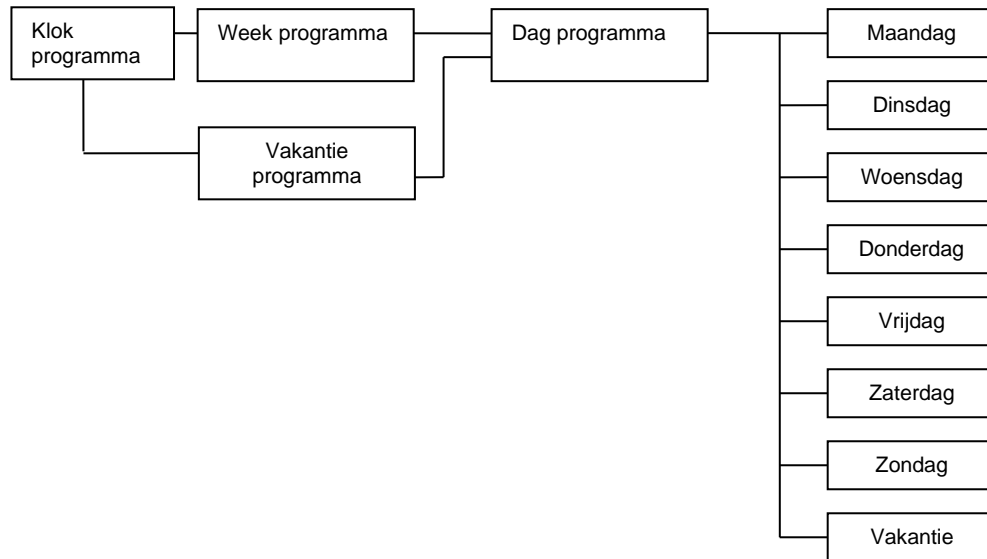 Klok
programma
Week programma
Dag programma
Vakantie
programma
Maandag
Dinsdag
Woensdag
Donderdag
Vrijdag
Zaterdag
Zondag
Vakantie